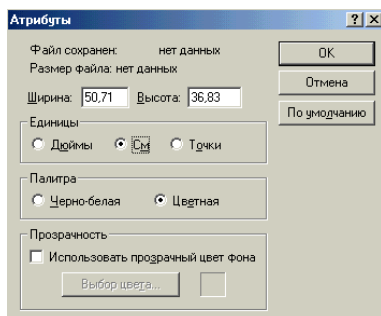 Атрибуты
Файл сохранен: нет данных
Размер файла: нет данных
Ширина: 50,71 Высота: 36,83
Единицы
Дюймы См Точки
Палитра
Черно-белая Цветная
Прозрачность
Использовать прозрачный цвет фона
Выбор цвета...
OK
Отмена
По умолчанию